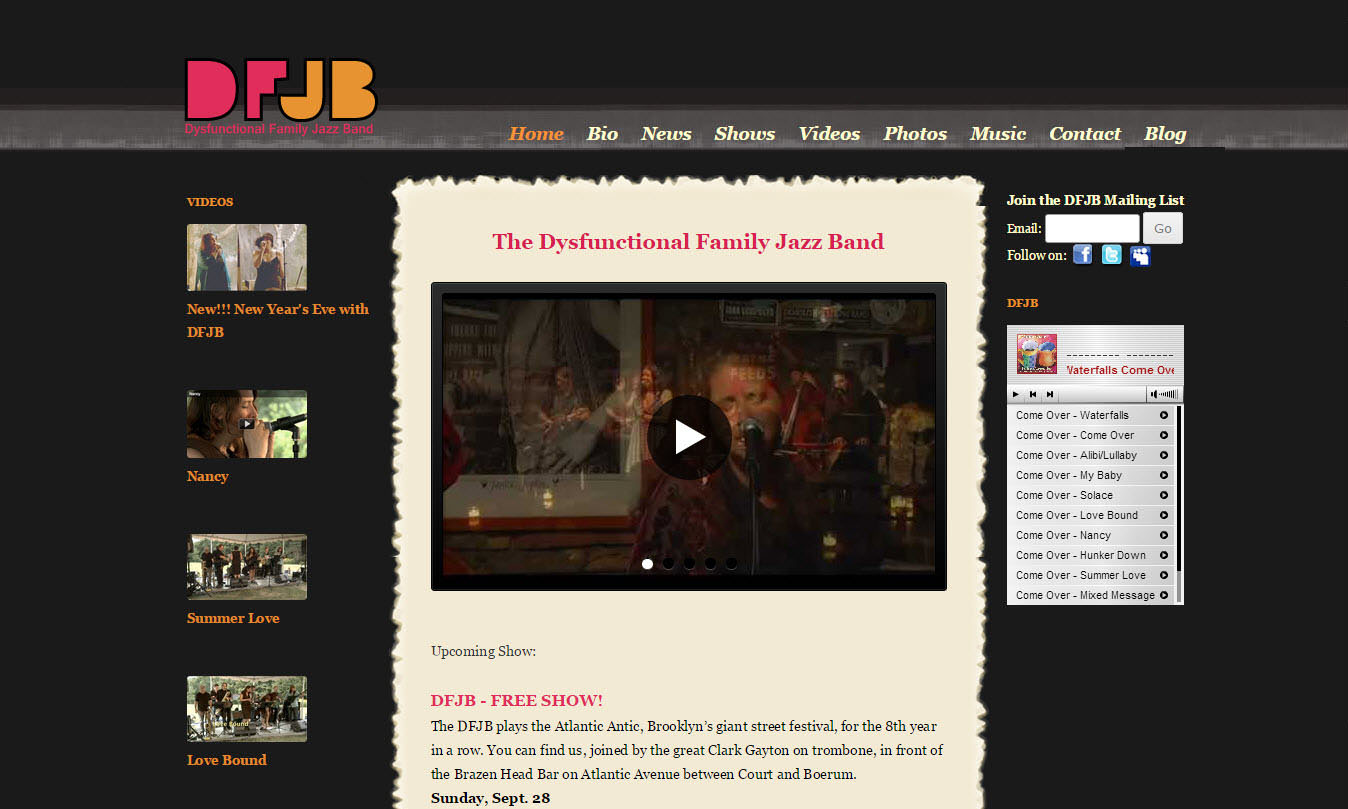 DFJB
Dysfunctional Family Jazz Band
Home Bio News Shows Videos Photos Music Contact Blog
VIDEOS
New!!! New Year's Eve with
DFJB
Nancy
Nancy
Summer Love
Love Bound
The Dysfunctional Family Jazz Band
FEEDS
Upcoming Show:
DFJB - FREE SHOW!
The DFJB plays the Atlantic Antic, Brooklyn’s giant street festival, for the 8th year
in a row. You can find us, joined by the great Clark Gayton on trombone, in front of
the Brazen Head Bar on Atlantic Avenue between Court and Boerum.
Sunday, Sept. 28
Join the DFJB Mailing List
Email: Go
Follow on:
DFJB
Waterfalls Come Ove
Come Over - Waterfalls
Come Over - Come Over
Come Over - Alibi/Lullaby
Come Over - My Baby
Come Over - Solace
Come Over - Love Bound
Come Over - Nancy
Come Over - Hunker Down
Come Over - Summer Love
Come Over - Mixed Message